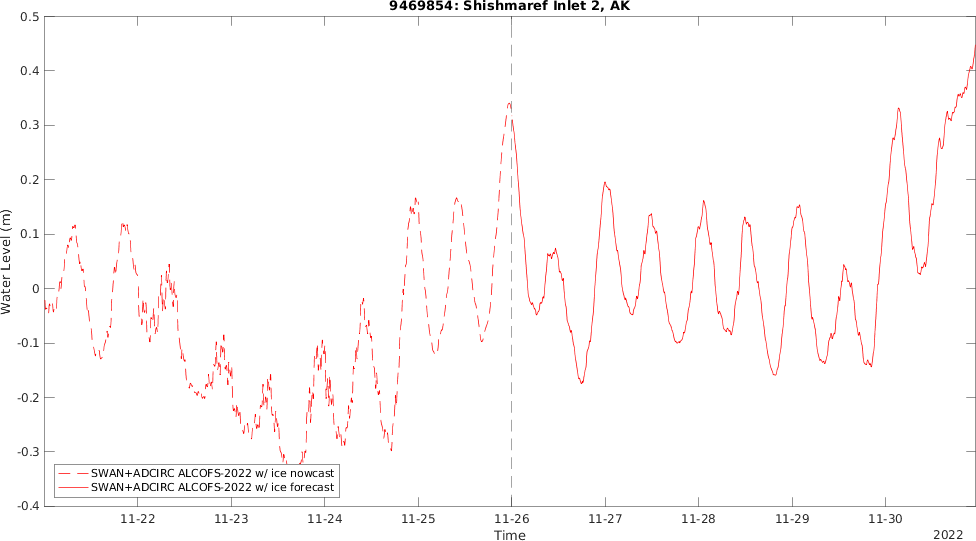 9469854: Shishmaref Inlet 2, AK
0.5
0.4
0.3
0.2
0.1
0
-0.1
-0.2
-0.3
-0.4
Water Level (m)
SWAN+ADCIRC ALCOFS-2022 w/ ice nowcast
SWAN+ADCIRC ALCOFS-2022 w/ ice forecast
11-22 11-23 11-24 11-25 11-26 11-27 11-28 11-29 11-30
Time
2022